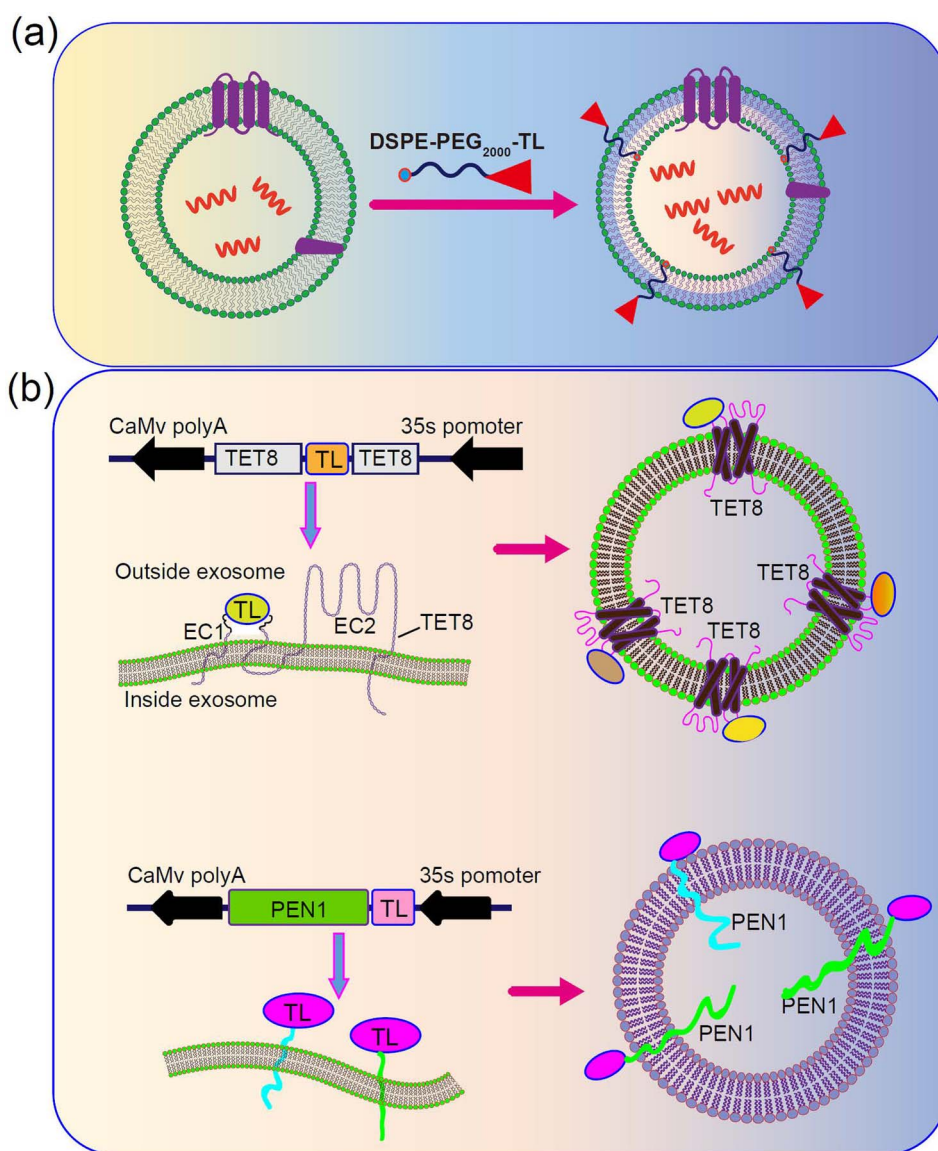 (a)
DSPE-PEG2000-TL
(b)
CaMv polyA
35s pomoter
TET8
TL
TET8
Outside exosome
TL
EC1
EC2
TET8
Inside exosome
TET8
TET8
TET8
TET8
CaMv polyA
35s pomoter
PEN1
TL
TL
TL
PEN1
PEN1
PEN1